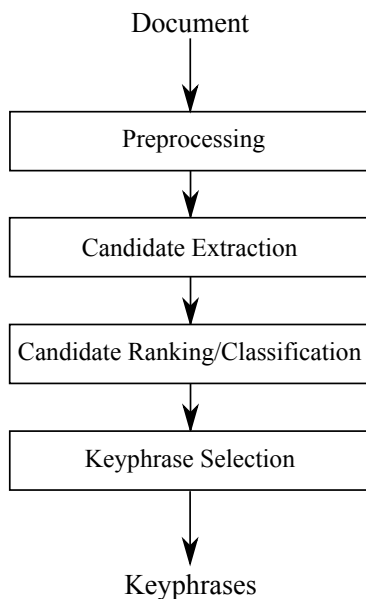 Document
Preprocessing
Candidate Extraction
Candidate Ranking/Classification
Keyphrase Selection
Keyphrases